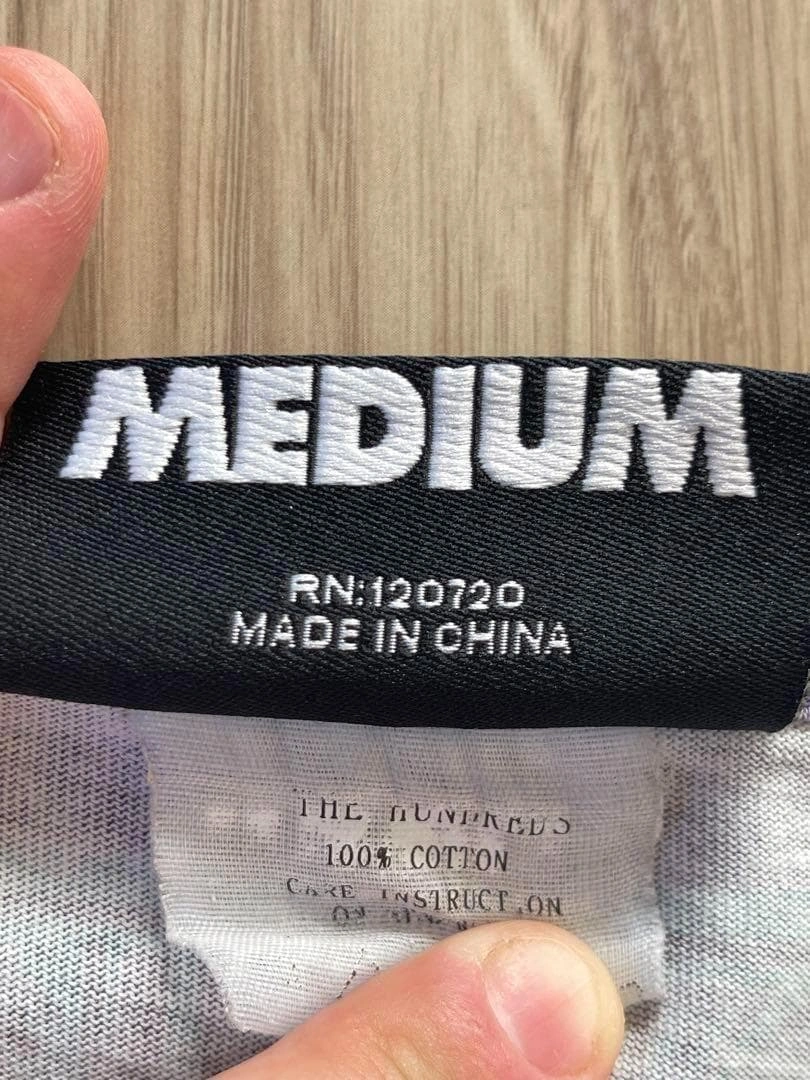 MEDIUM
RN:120720
MADE IN CHINA
THE HUNDREDS
100% COTTON
CARE INSTRUCTION